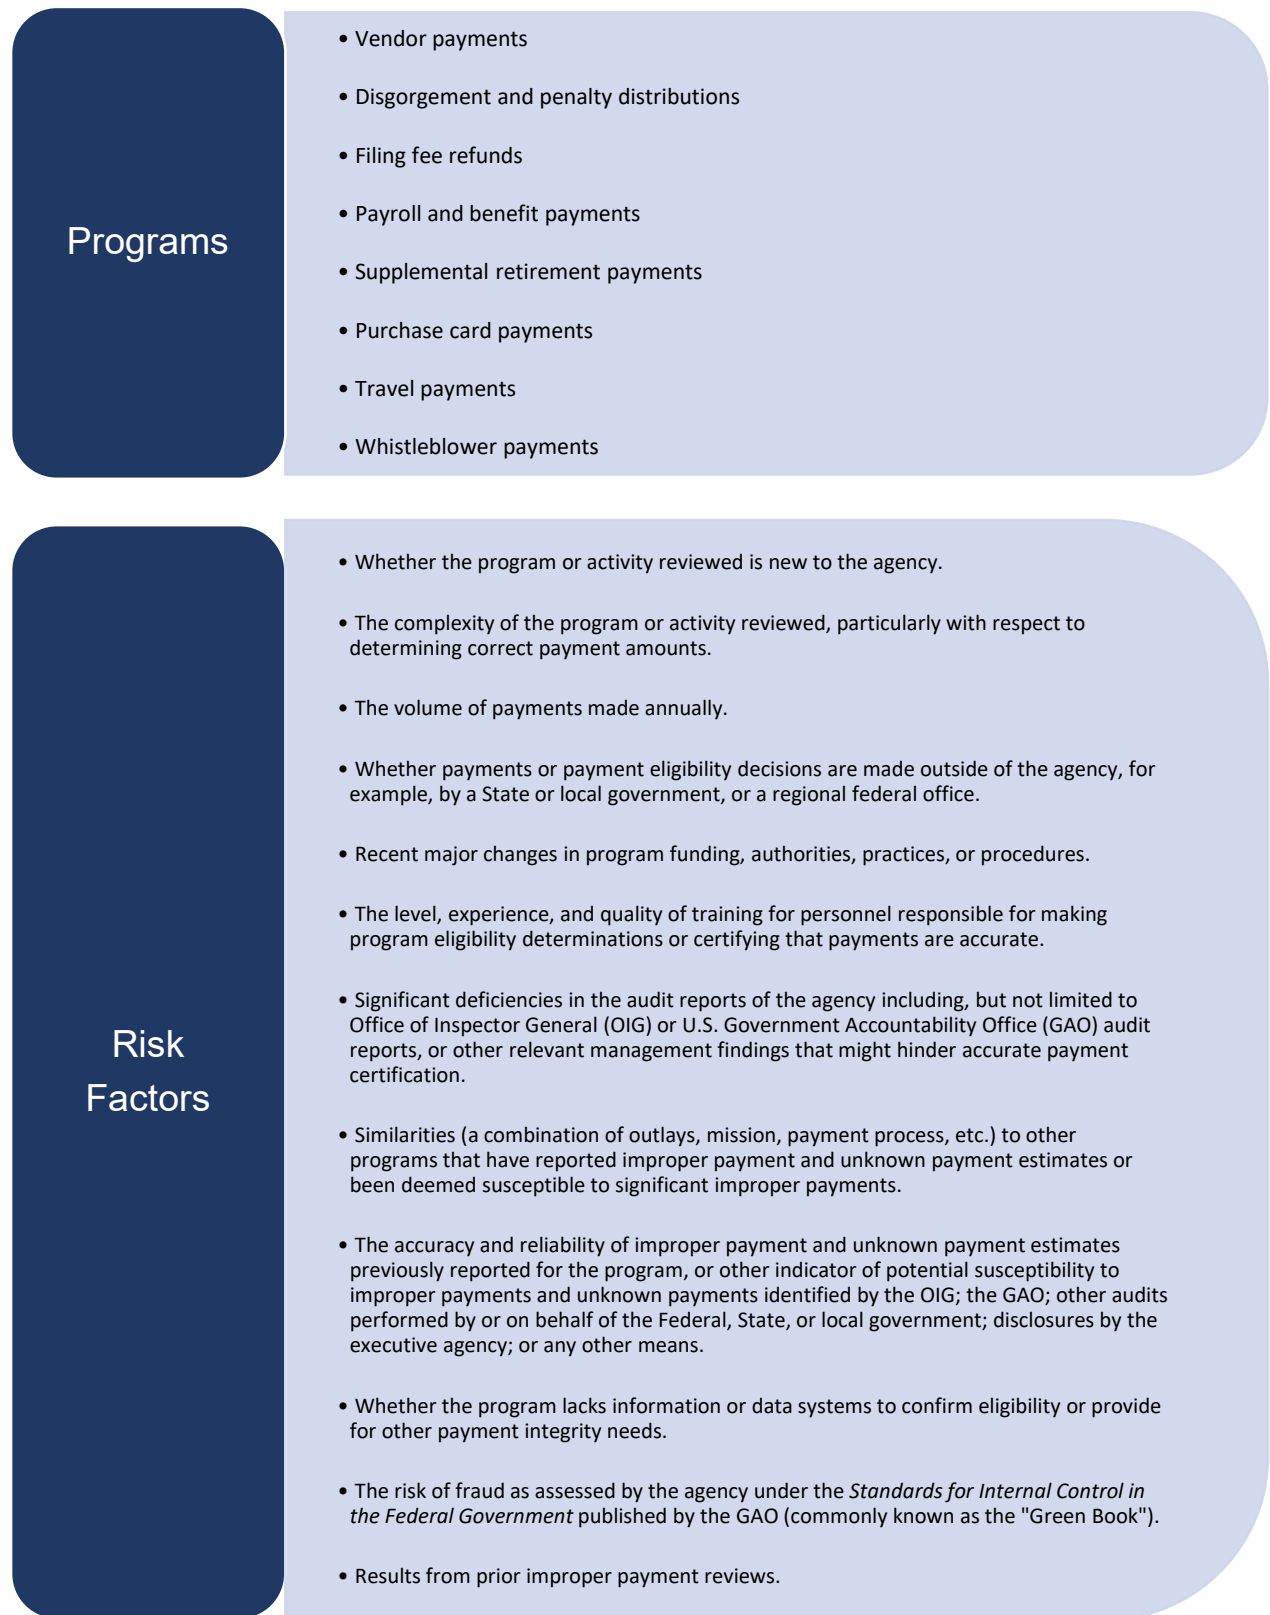 Programs
• Vendor payments
• Disgorgement and penalty distributions
• Filing fee refunds
• Payroll and benefit payments
• Supplemental retirement payments
• Purchase card payments
• Travel payments
• Whistleblower payments
Risk
Factors
• Whether the program or activity reviewed is new to the agency.
• The complexity of the program or activity reviewed, particularly with respect to
determining correct payment amounts.
• The volume of payments made annually.
• Whether payments or payment eligibility decisions are made outside of the agency, for
example, by a State or local government, or a regional federal office.
• Recent major changes in program funding, authorities, practices, or procedures.
• The level, experience, and quality of training for personnel responsible for making
program eligibility determinations or certifying that payments are accurate.
• Significant deficiencies in the audit reports of the agency including, but not limited to
Office of Inspector General (OIG) or U.S. Government Accountability Office (GAO) audit
reports, or other relevant management findings that might hinder accurate payment
certification.
• Similarities (a combination of outlays, mission, payment process, etc.) to other
programs that have reported improper payment and unknown payment estimates or
been deemed susceptible to significant improper payments.
• The accuracy and reliability of improper payment and unknown payment estimates
previously reported for the program, or other indicator of potential susceptibility to
improper payments and unknown payments identified by the OIG; the GAO; other audits
performed by or on behalf of the Federal, State, or local government; disclosures by the
executive agency; or any other means.
• Whether the program lacks information or data systems to confirm eligibility or provide
for other payment integrity needs.
• The risk of fraud as assessed by the agency under the Standards for Internal Control in
the Federal Government published by the GAO (commonly known as the "Green Book").
• Results from prior improper payment reviews.